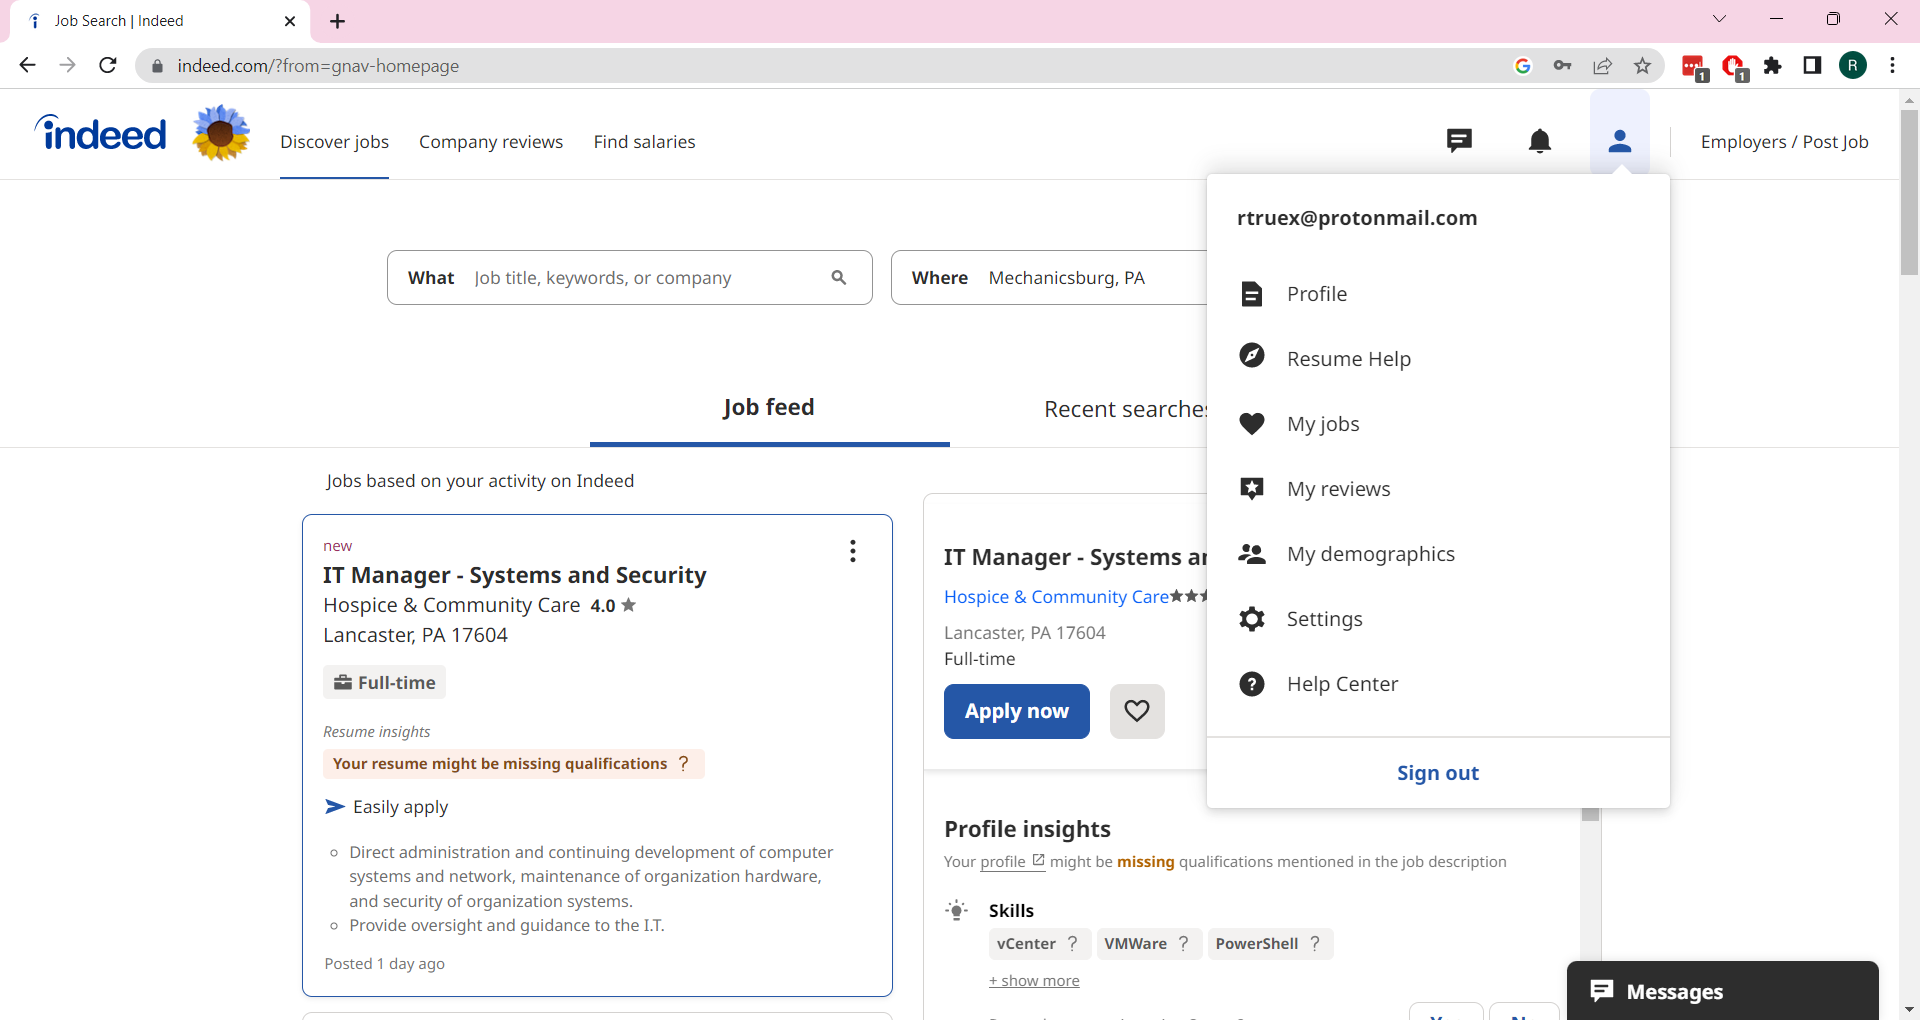 Job Search | Indeed
indeed.com/?from=gnav-homepage
1
1
R
indeed
Discover jobs
Company reviews
Find salaries
Employers / Post Job
rtruex@protonmail.com
Profile
Resume Help
My jobs
My reviews
My demographics
Settings
Help Center
Sign out
What Job title, keywords, or company
Where Mechanicsburg, PA
Job feed
Recent searches
Jobs based on your activity on Indeed
new
IT Manager - Systems and Security
Hospice & Community Care 4.0
Lancaster, PA 17604
Full-time
Resume insights
Your resume might be missing qualifications ?
Easily apply
Direct administration and continuing development of computer
systems and network, maintenance of organization hardware,
and security of organization systems.
Provide oversight and guidance to the I.T.
Posted 1 day ago
IT Manager - Systems
Hospice & Community Care
Lancaster, PA 17604
Full-time
Apply now
Profile insights
Your profile might be missing qualifications mentioned in the job description
Skills
vCenter ? VMWare ? PowerShell ?
+ show more
Messages